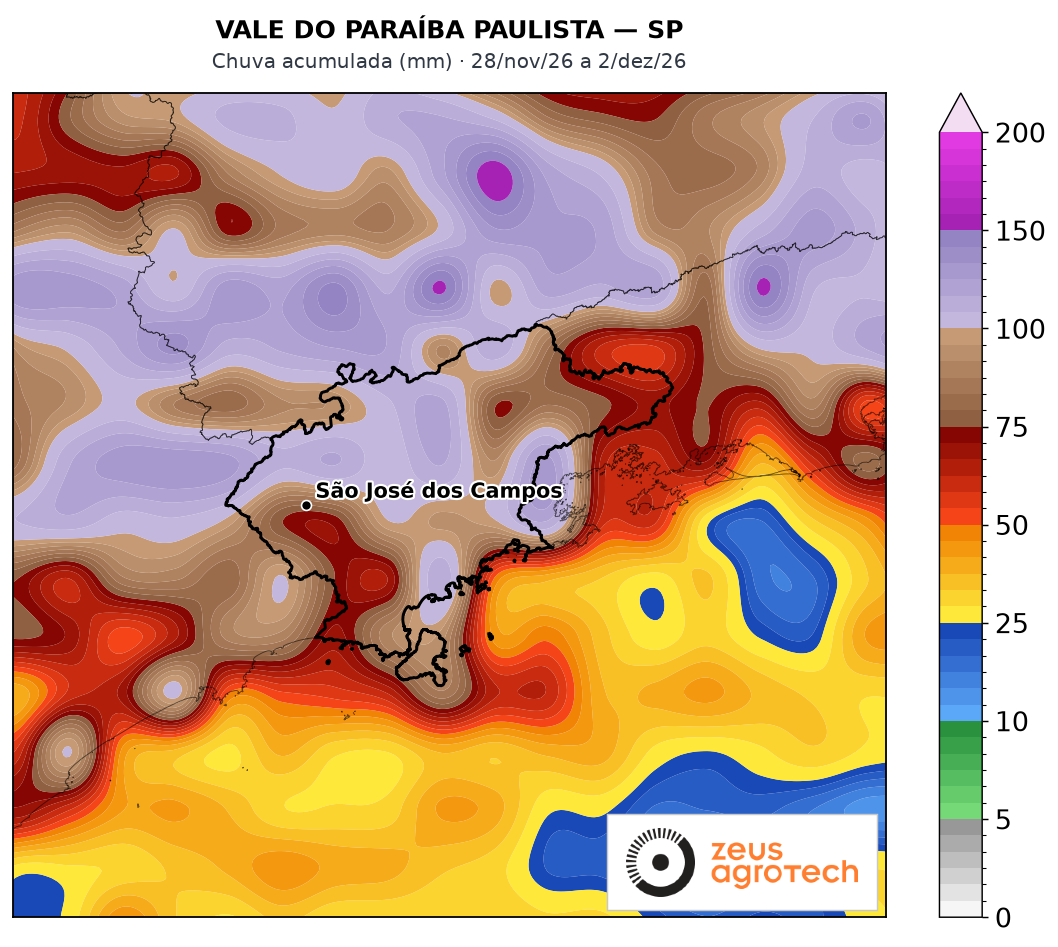 VALE DO PARAÍBA PAULISTA — SP
Chuva acumulada (mm) · 28/nov/26 a 2/dez/26
200
150
100
75
50
25
10
5
0
São José dos Campos
zeus
agrotech